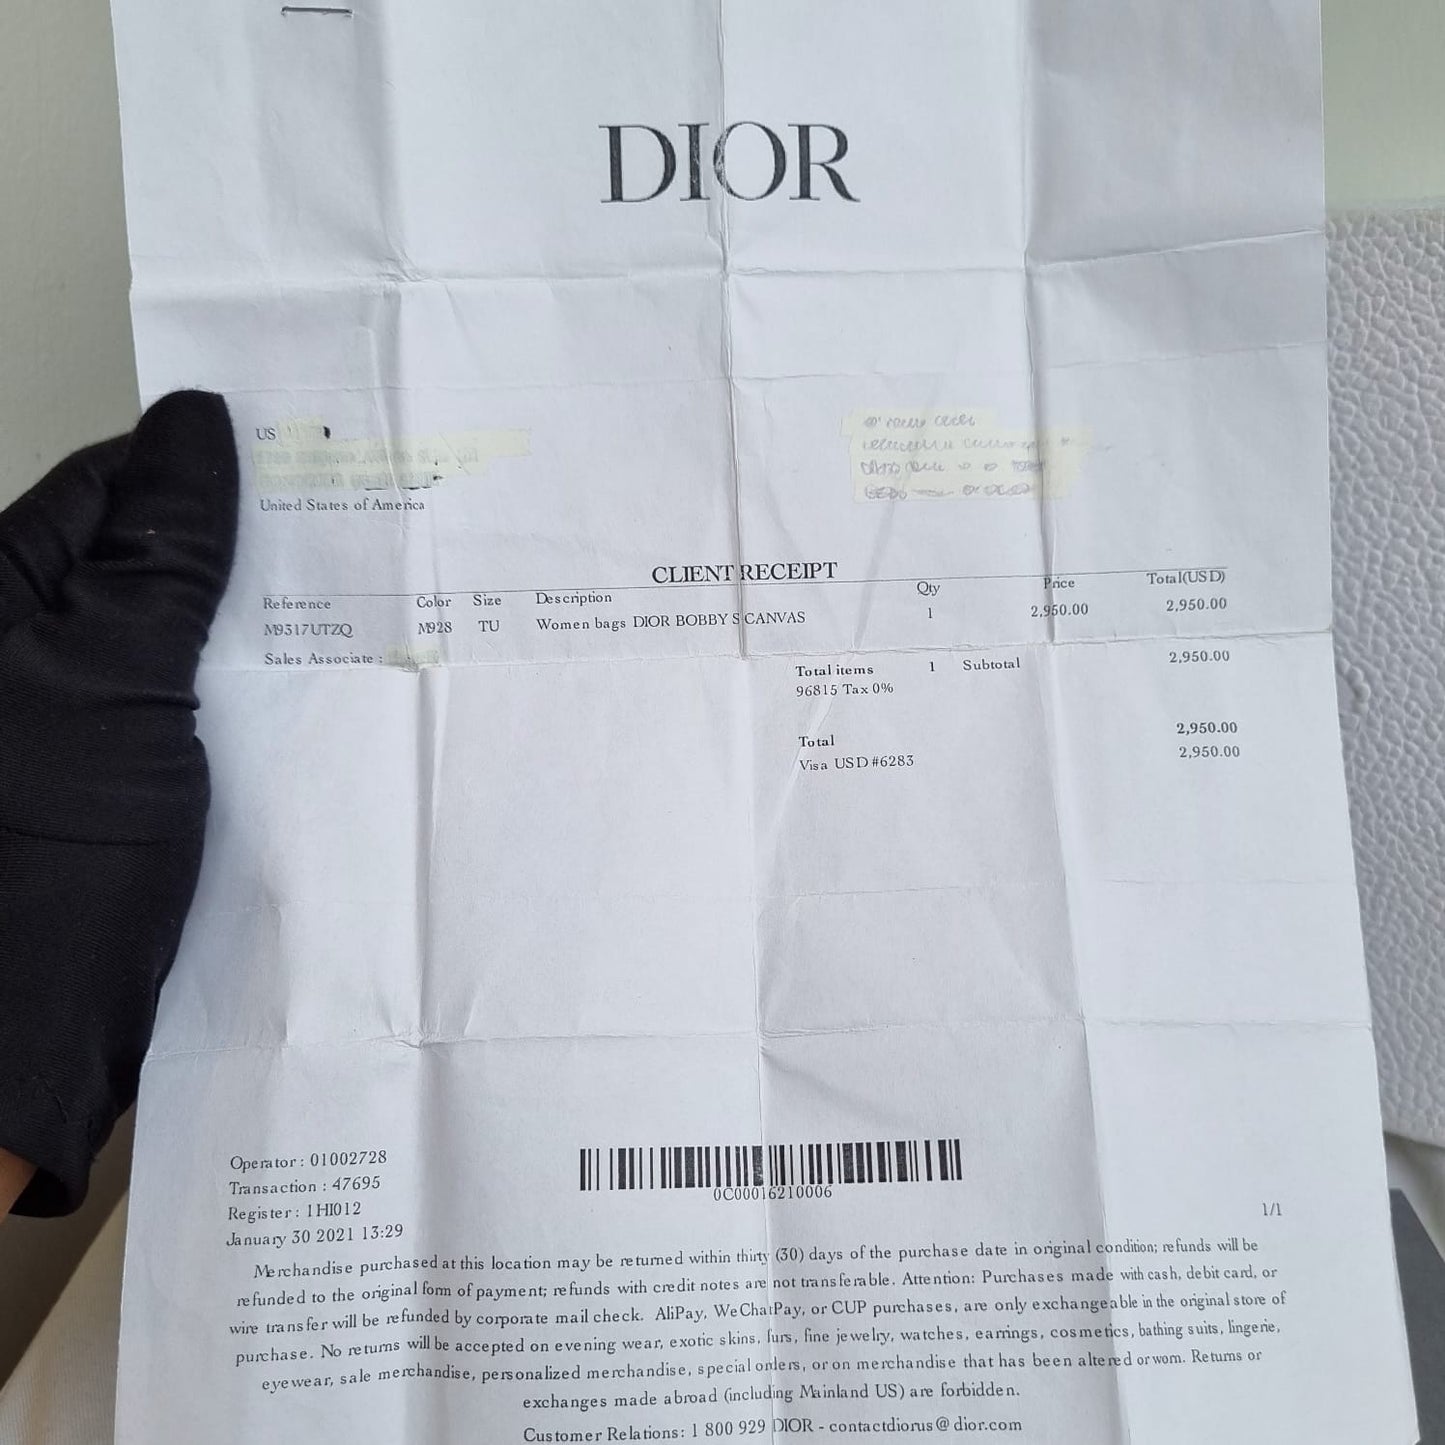 DIOR
US
United States of America
CLIENT RECEIPT
Reference Color Size Description Qty Price Total(USD)
M9317UTZQ M928 TU Women bags DIOR BOBBY S CANVAS 1 2,950.00 2,950.00
Sales Associate :
Total items 1 Subtotal 2,950.00
96815 Tax 0%
Total 2,950.00
Visa USD #6283 2,950.00
Operator : 01002728
Transaction : 47695
Register : 1HI012
January 30 2021 13:29
0C00016210006
1/1
Merchandise purchased at this location may be returned within thirty (30) days of the purchase date in original condition; refunds will be
refunded to the original form of payment; refunds with credit notes are not transferable. Attention: Purchases made with cash, debit card, or
wire transfer will be refunded by corporate mail check. AliPay, WeChatPay, or CUP purchases, are only exchangeable in the original store of
purchase. No returns will be accepted on evening wear, exotic skins, furs, fine jewelry, watches, earrings, cosmetics, bathing suits, lingerie,
eyewear, sale merchandise, personalized merchandise, special orders, or on merchandise that has been altered or worn. Returns or
exchanges made abroad (including Mainland US) are forbidden.
Customer Relations: 1 800 929 DIOR - contactdiorus@dior.com